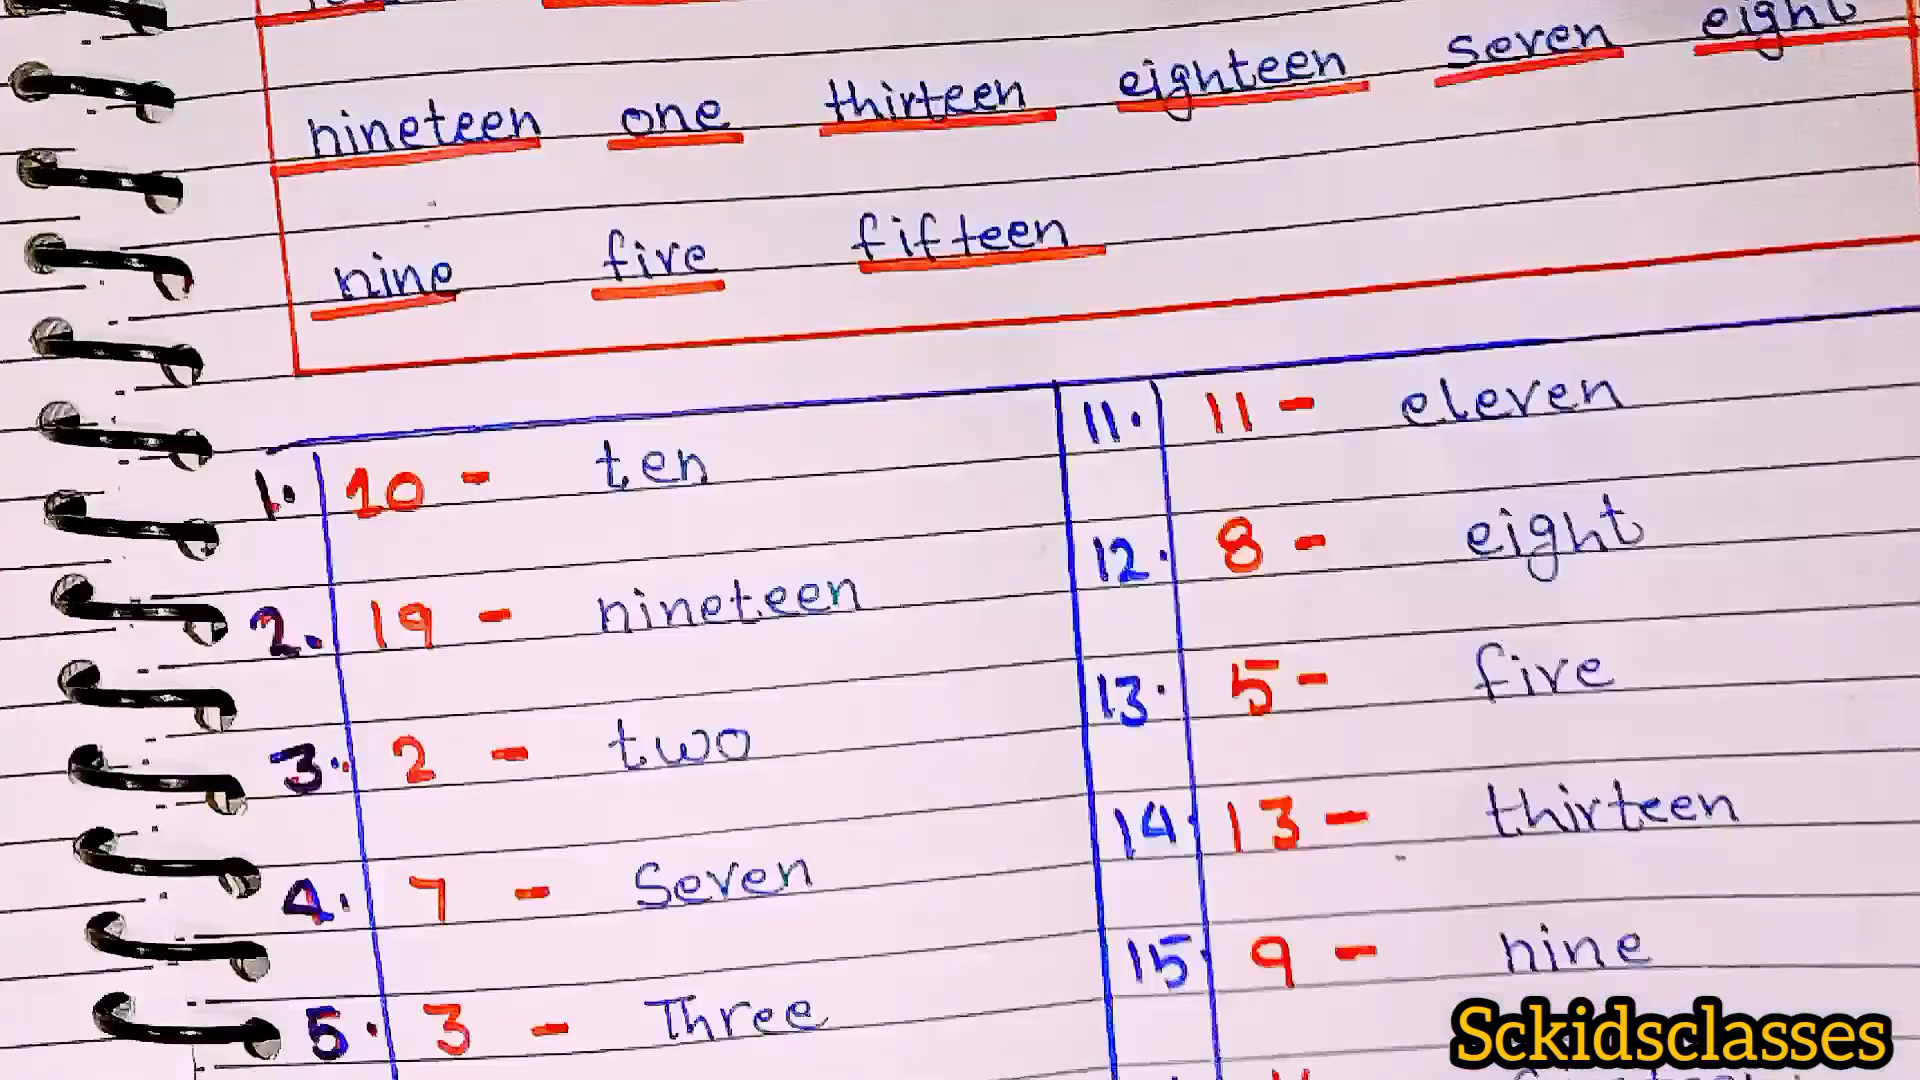 nineteen one thirteen eighteen seven eight
nine five fifteen
1. 10 - ten
2. 19 - nineteen
3. 2 - two
4. 7 - Seven
5. 3 - Three
11. 11 - eleven
12. 8 - eight
13. 5 - five
14. 13 - thirteen
15. 9 - nine
Sckidsclasses